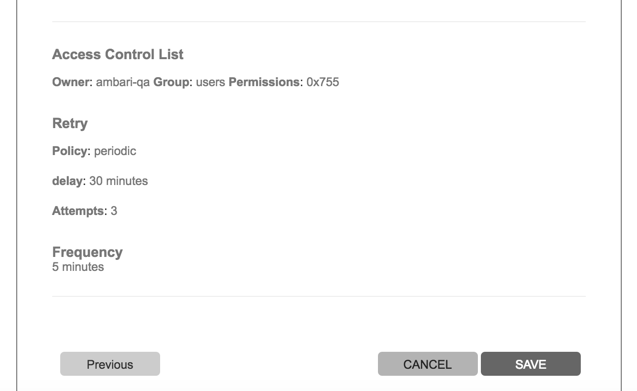 Access Control List
Owner: ambari-qa Group: users Permissions: 0x755
Retry
Policy: periodic
delay: 30 minutes
Attempts: 3
Frequency
5 minutes
Previous CANCEL SAVE